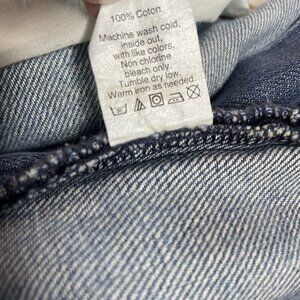 100% Coton
Machine wash cold,
inside out,
with like colors.
Non chlorine
bleach only.
Tumble dry low.
Warm iron as needed.